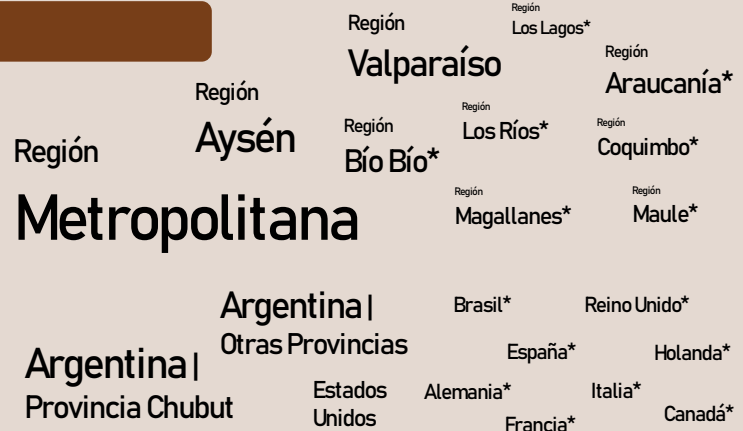 Región
Los Lagos*
Región
Valparaíso
Región
Araucanía*
Región
Aysén
Región
Bío Bío*
Región
Los Ríos*
Región
Coquimbo*
Región
Metropolitana
Región
Magallanes*
Región
Maule*
Argentina |
Otras Provincias
Brasil*
Reino Unido*
Argentina |
Provincia Chubut
España*
Holanda*
Estados
Unidos
Alemania*
Italia*
Francia*
Canadá*